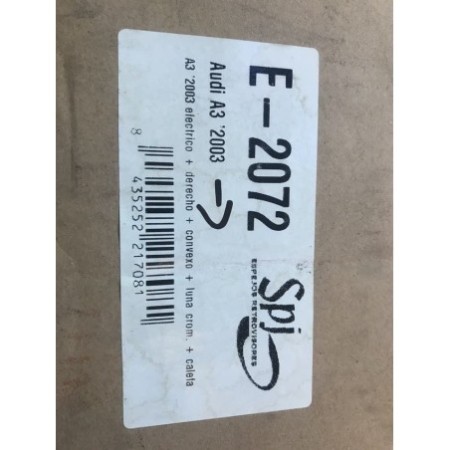 E-2072
Spj
ESPEJOS RETROVISORES
Audi A3 '2003 ->
A3 '2003 electrico + derecho + convexo + luna crom. + caleta
8 435252 217081